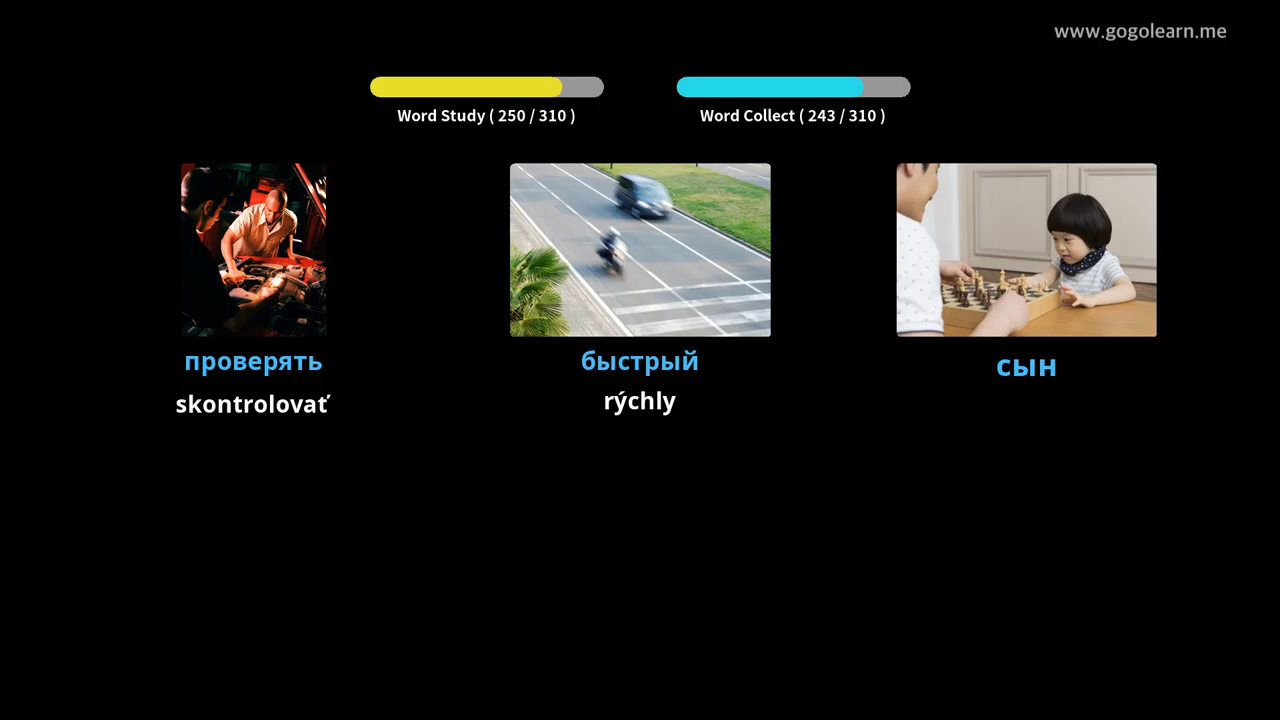 www.gogolearn.me
Word Study ( 250 / 310 )
Word Collect ( 243 / 310 )
проверять
быстрый
сын
skontrolovať
rýchly